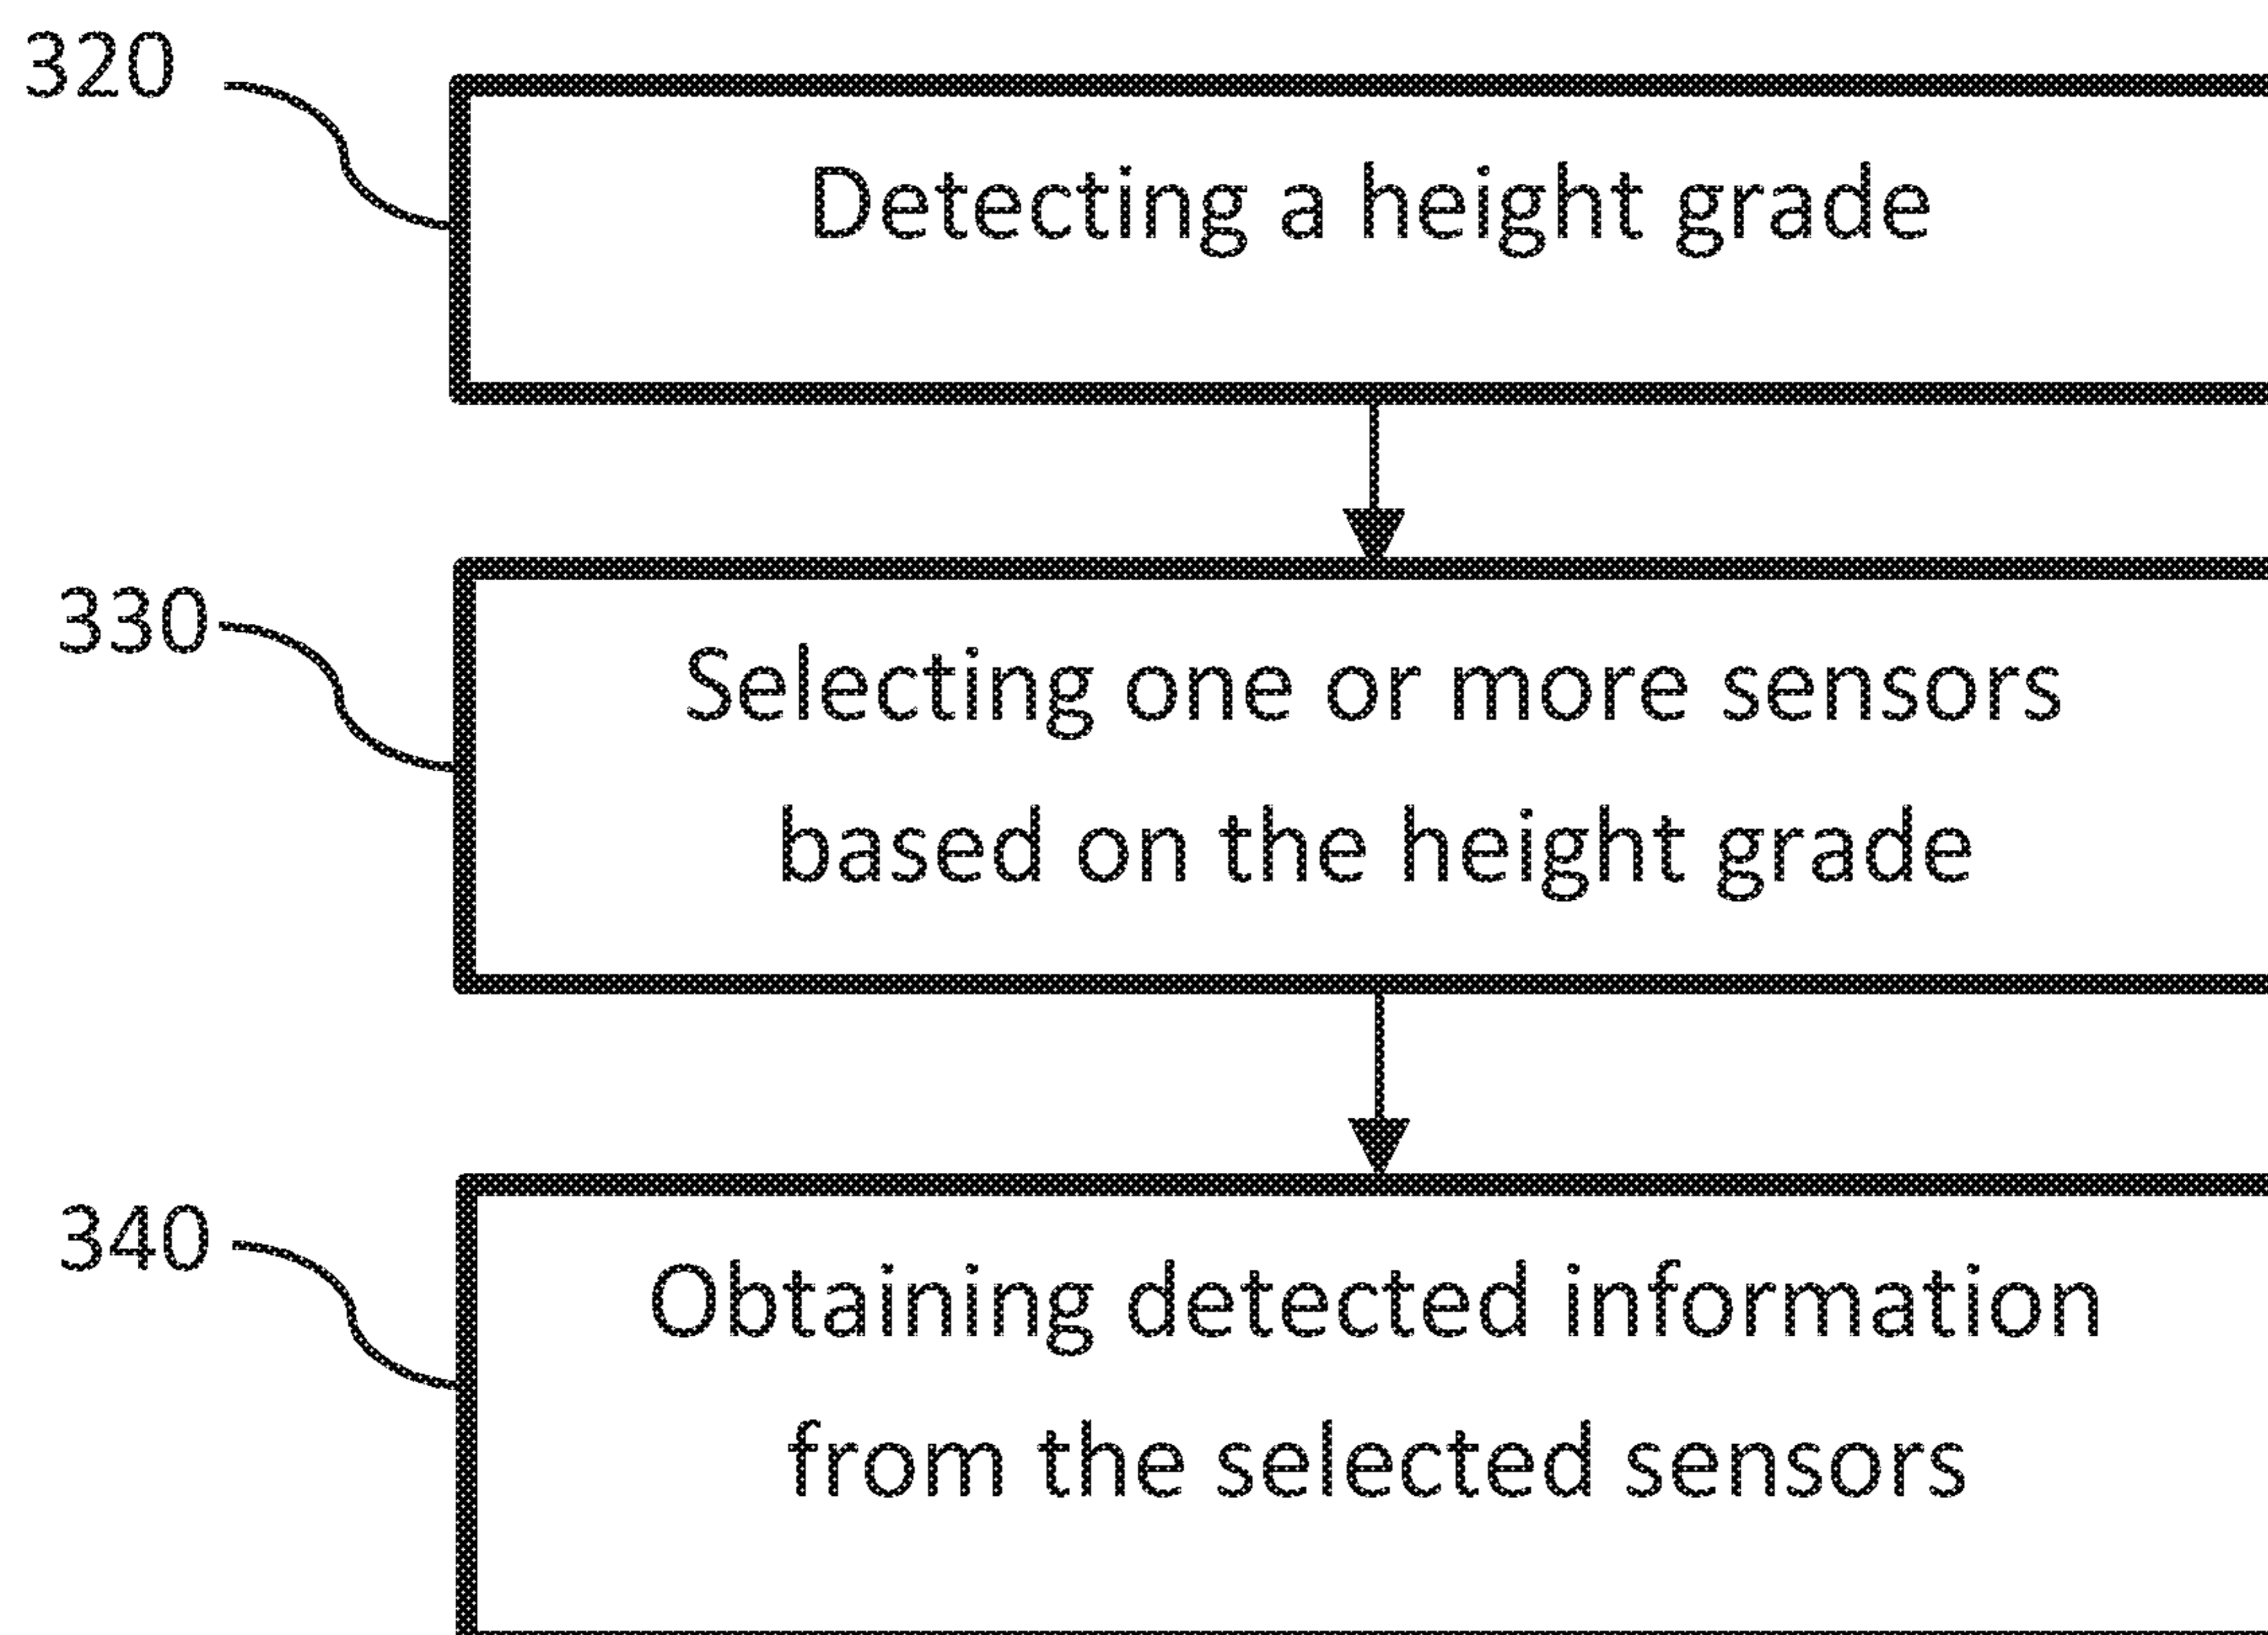 320
Detecting a height grade
330
Selecting one or more sensors
based on the height grade
340
Obtaining detected information
from the selected sensors